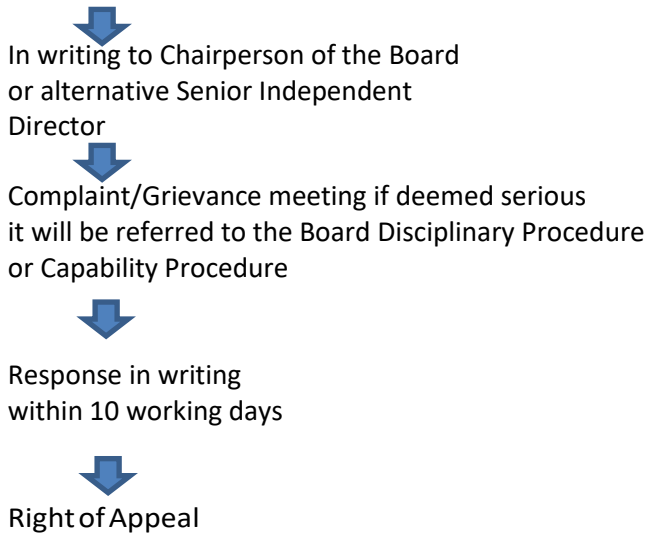 In writing to Chairperson of the Board
or alternative Senior Independent
Director
Complaint/Grievance meeting if deemed serious
it will be referred to the Board Disciplinary Procedure
or Capability Procedure
Response in writing
within 10 working days
Right of Appeal